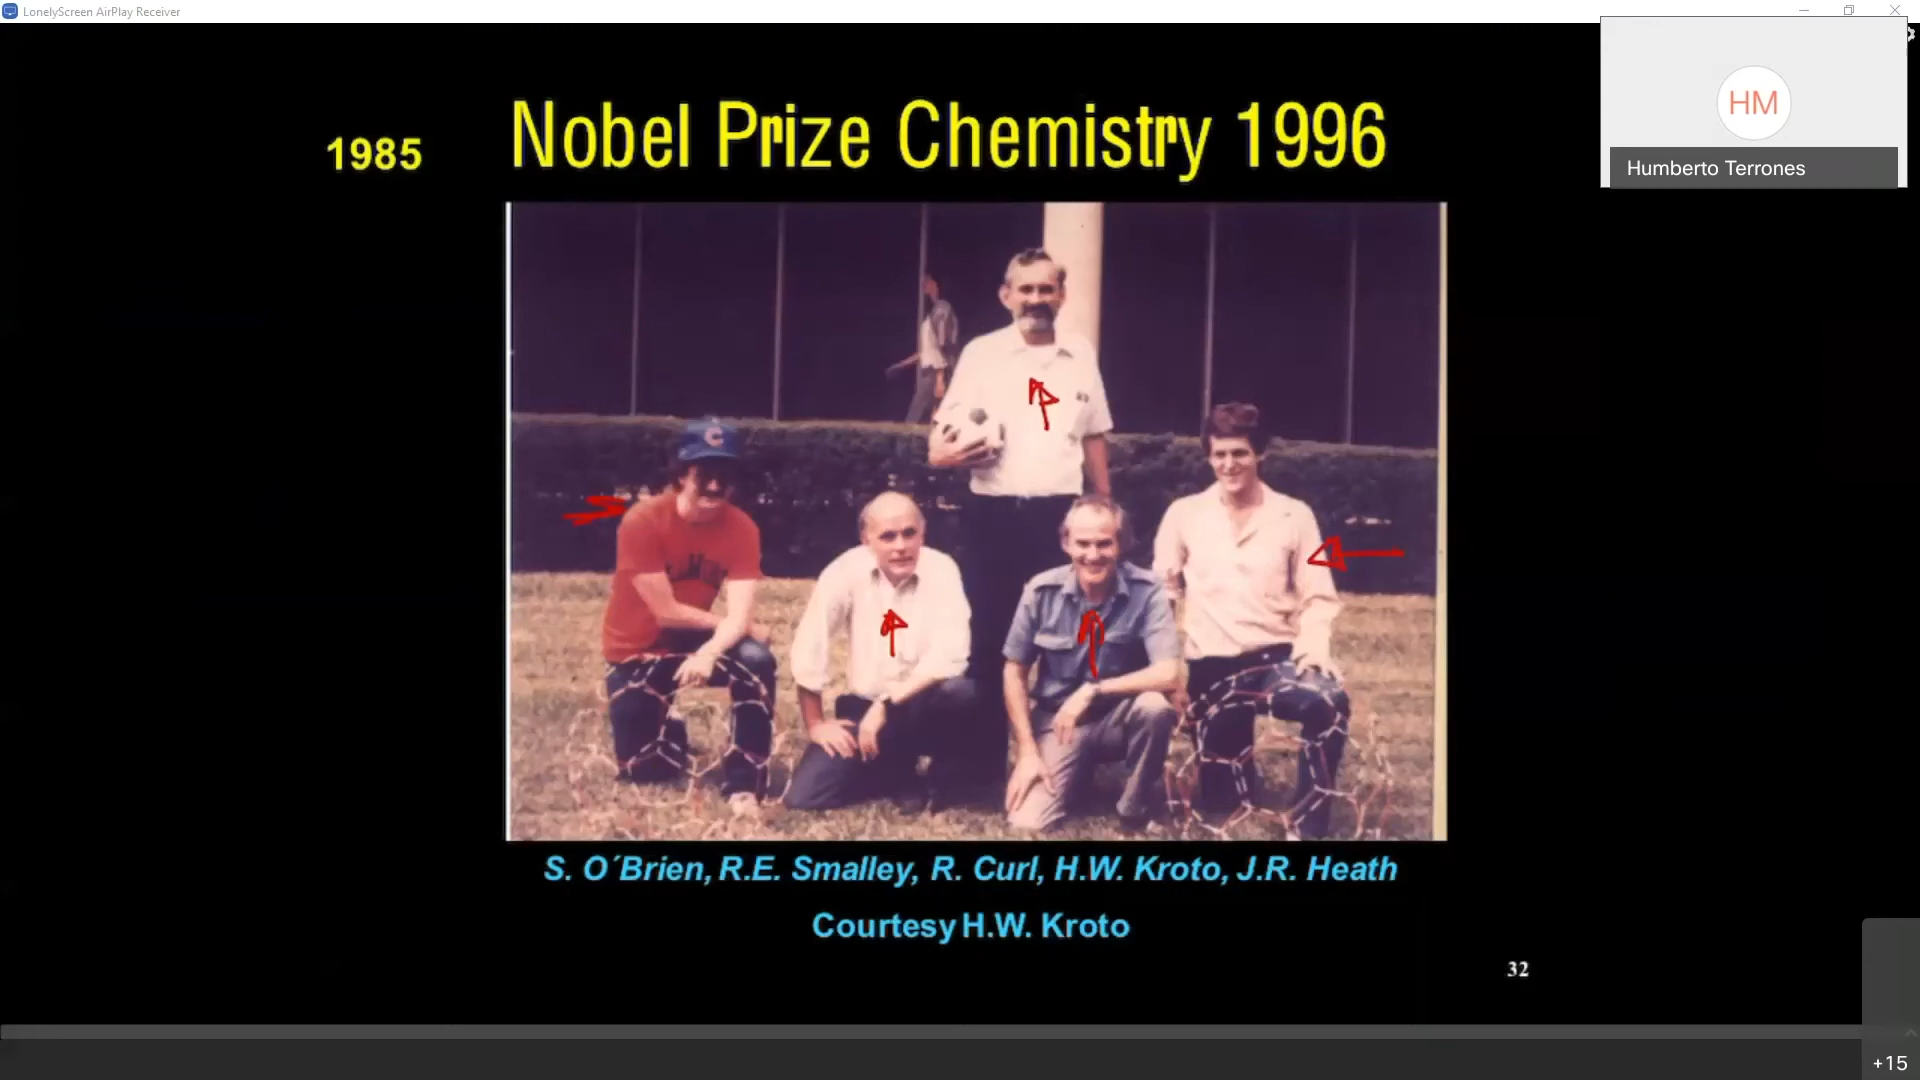 LonelyScreen AirPlay Receiver
HM
Humberto Terrones
1985 Nobel Prize Chemistry 1996
C
S. O´Brien, R.E. Smalley, R. Curl, H.W. Kroto, J.R. Heath
Courtesy H.W. Kroto
32
+15